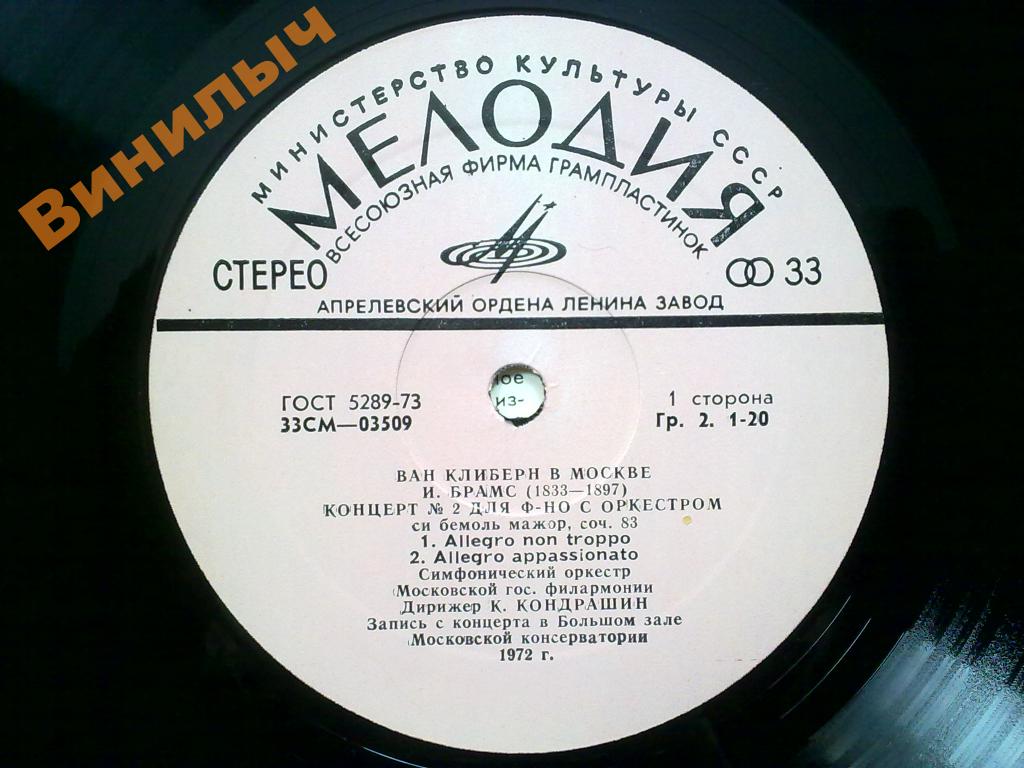 Винилыч
МИНИСТЕРСТВО КУЛЬТУРЫ СССР
МЕЛОДИЯ
ВСЕСОЮЗНАЯ ФИРМА ГРАМПЛАСТИНОК
СТЕРЕО
33
АПРЕЛЕВСКИЙ ОРДЕНА ЛЕНИНА ЗАВОД
ГОСТ 5289-73
33СМ—03509
ное
из-
1 сторона
Гр. 2. 1-20
ВАН КЛИБЕРН В МОСКВЕ
И. БРАМС (1833—1897)
КОНЦЕРТ № 2 ДЛЯ Ф-НО С ОРКЕСТРОМ
си бемоль мажор, соч. 83
1. Allegro non troppo
2. Allegro appassionato
Симфонический оркестр
Московской гос. филармонии
Дирижер К. КОНДРАШИН
Запись с концерта в Большом зале
Московской консерватории
1972 г.